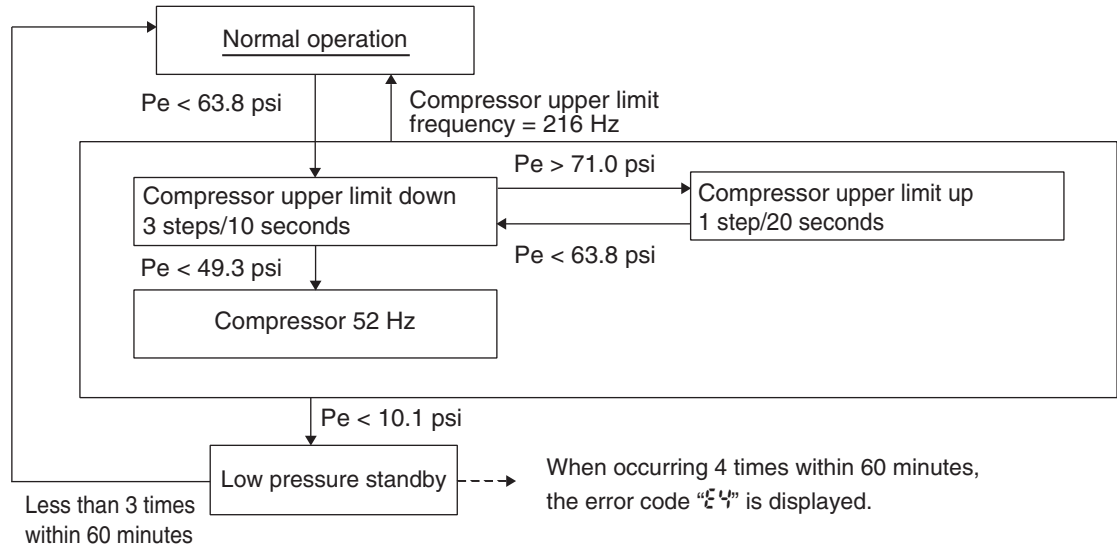 Normal operation
Pe < 63.8 psi
Compressor upper limit
frequency = 216 Hz
Pe > 71.0 psi
Compressor upper limit down
3 steps/10 seconds
Compressor upper limit up
1 step/20 seconds
Pe < 63.8 psi
Pe < 49.3 psi
Compressor 52 Hz
Pe < 10.1 psi
Low pressure standby
When occurring 4 times within 60 minutes,
the error code “E4” is displayed.
Less than 3 times
within 60 minutes